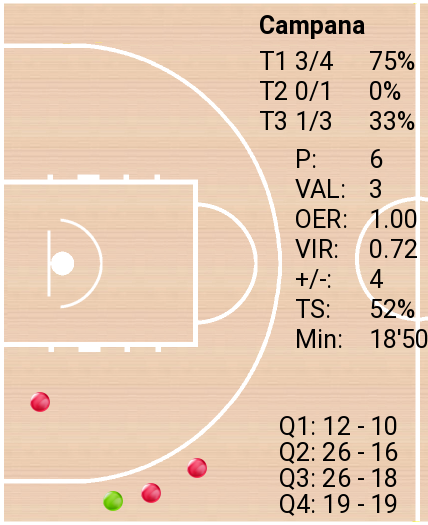 Campana
T1 3/4 75%
T2 0/1 0%
T3 1/3 33%
P: 6
VAL: 3
OER: 1.00
VIR: 0.72
+/-: 4
TS: 52%
Min: 18'50
Q1: 12 - 10
Q2: 26 - 16
Q3: 26 - 18
Q4: 19 - 19